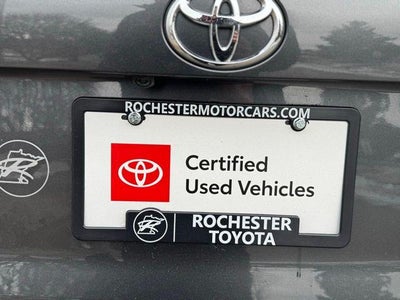 ROCHESTERMOTORCARS.COM
Certified
Used Vehicles
ROCHESTER
TOYOTA